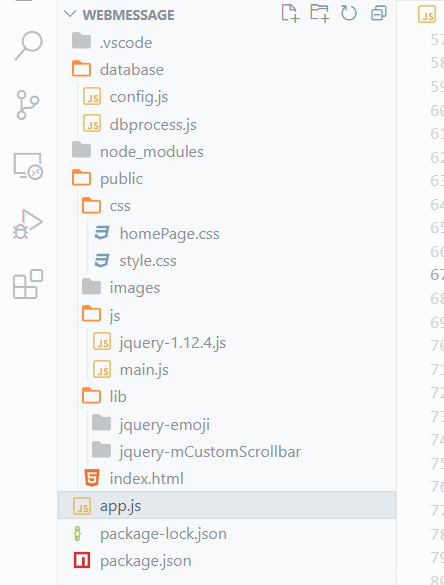 WEBMESSAGE
.vscode
database
JS config.js
JS dbprocess.js
node_modules
public
css
homePage.css
style.css
images
js
JS jquery-1.12.4.js
JS main.js
lib
jquery-emoji
jquery-mCustomScrollbar
index.html
JS app.js
package-lock.json
package.json
JS
57
58
59
60
61
62
63
64
65
66
67
68
69
70
71
72
73
74
75
76
77
78
79
80